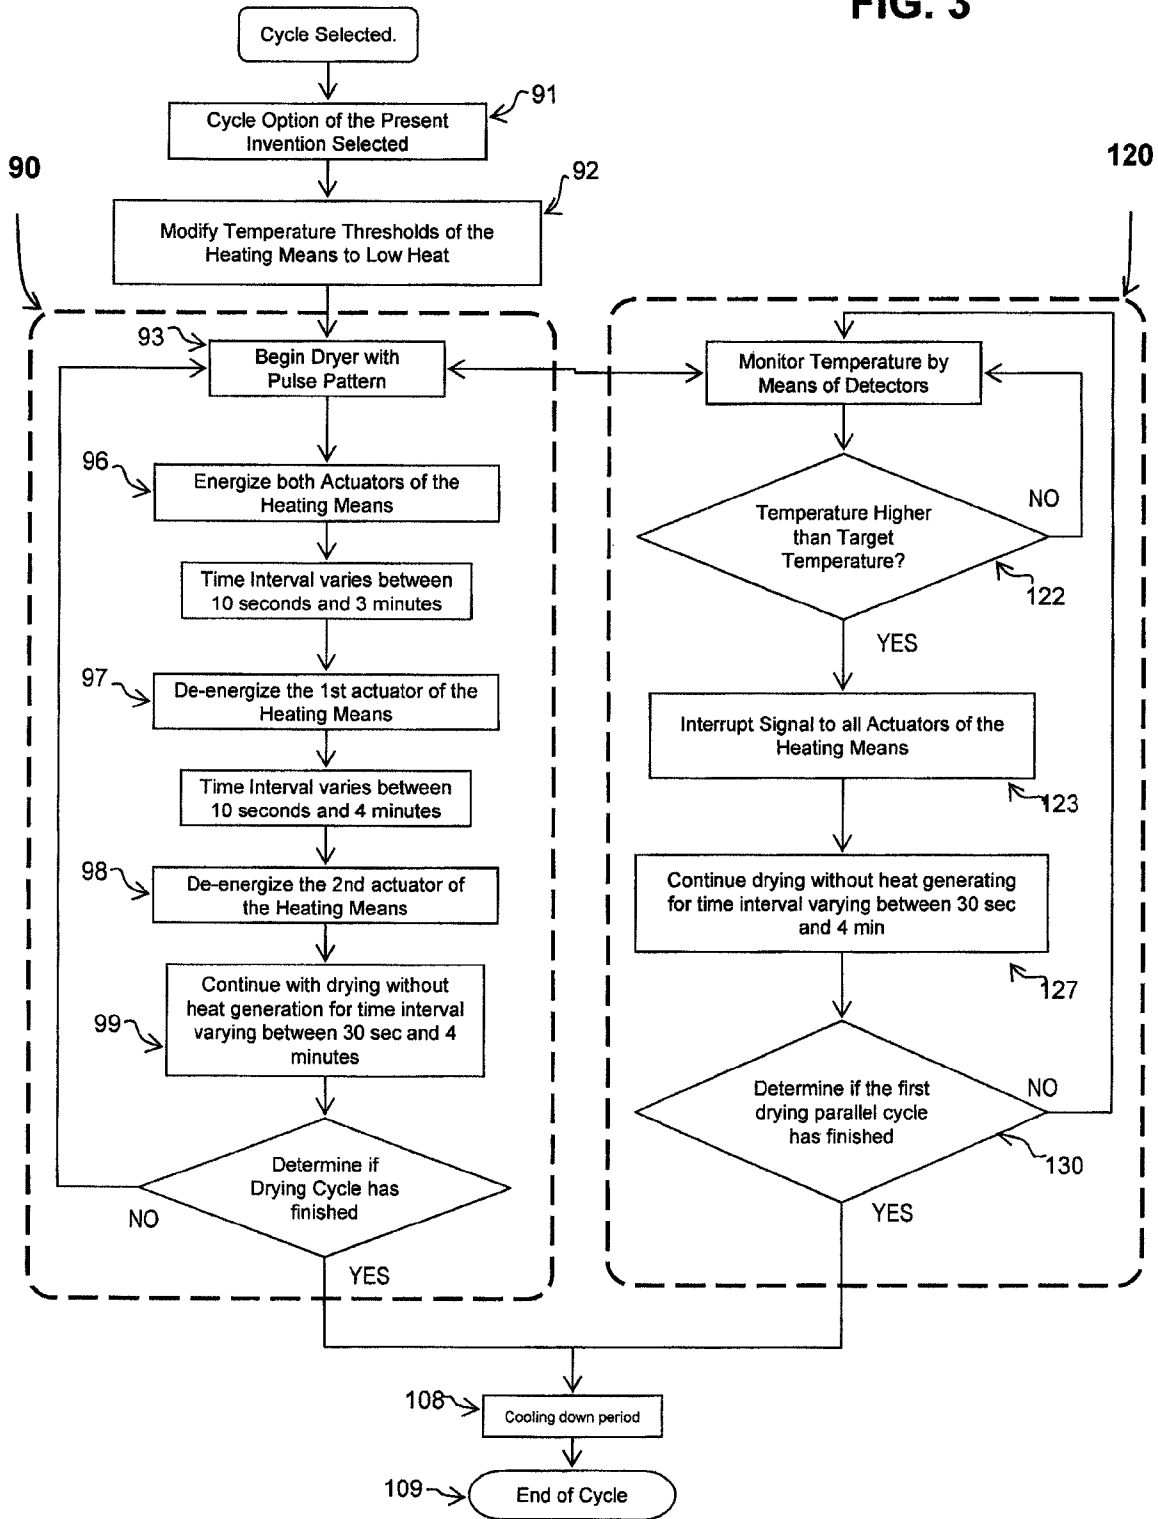 FIG. 3
Cycle Selected.
91
Cycle Option of the Present
Invention Selected
90
120
92
Modify Temperature Thresholds of the
Heating Means to Low Heat
93
Begin Dryer with
Pulse Pattern
96
Energize both Actuators of the
Heating Means
Time Interval varies between
10 seconds and 3 minutes
97
De-energize the 1st actuator of the
Heating Means
Time Interval varies between
10 seconds and 4 minutes
98
De-energize the 2nd actuator of
the Heating Means
99
Continue with drying without
heat generation for time interval
varying between 30 sec and 4
minutes
Determine if
Drying Cycle has
finished
NO
YES
Monitor Temperature by
Means of Detectors
Temperature Higher
than Target
Temperature?
NO
122
YES
Interrupt Signal to all Actuators of the
Heating Means
123
Continue drying without heat generating
for time interval varying between 30 sec
and 4 min
127
Determine if the first
drying parallel cycle
has finished
NO
130
YES
108
Cooling down period
109
End of Cycle